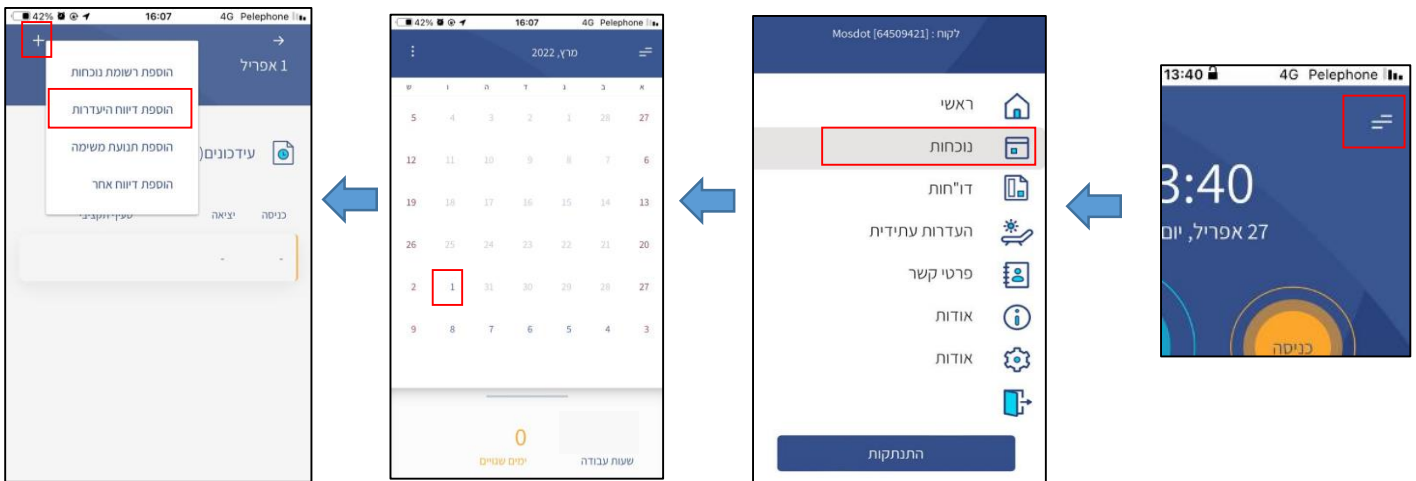 13:40 4G Pelephone
3:40
27 אפריל, יום
כניסה
לקוח : Mosdot [64509421]
ראשי
נוכחות
דו"חות
העדרות עתידית
פרטי קשר
אודות
אודות
התנתקות
42% 16:07 4G Pelephone
מרץ, 2022
א ב ג ד ה ו ש
27 28 1 2 3 4 5
6 7 8 9 10 11 12
13 14 15 16 17 18 19
20 21 22 23 24 25 26
27 28 29 30 31 1 2
3 4 5 6 7 8 9
0
שעות עבודה ימים שגויים
42% 16:07 4G Pelephone
1 אפריל
הוספת רשומת נוכחות
הוספת דיווח היעדרות
הוספת תנועת משימה
הוספת דיווח אחר
עידכונים(
כניסה יציאה
- -